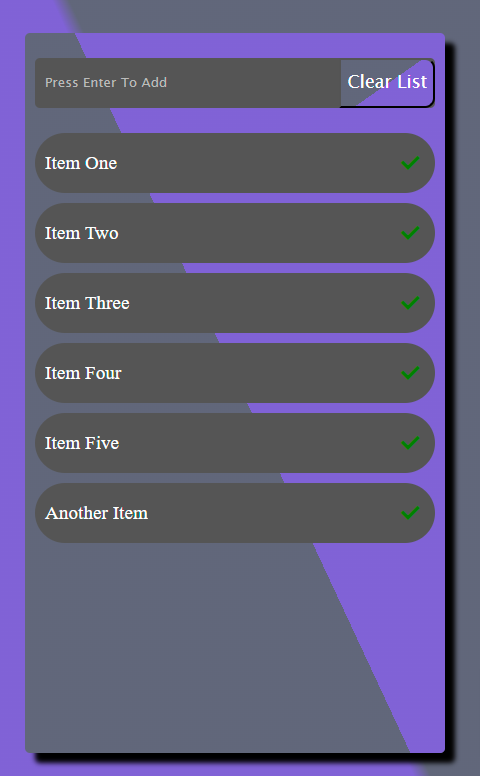 Press Enter To Add
Clear List
Item One
Item Two
Item Three
Item Four
Item Five
Another Item